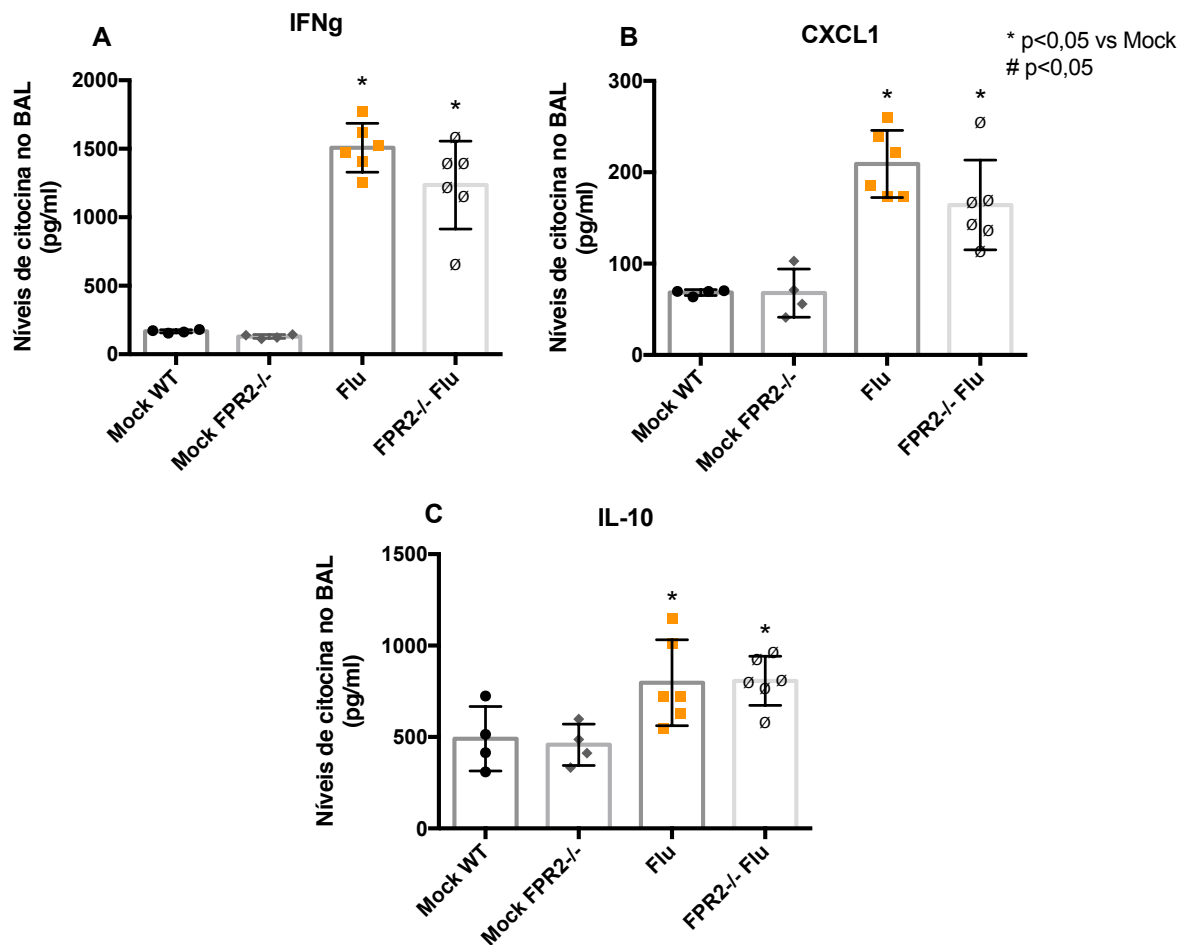 A
IFNg
Níveis de citocina no BAL
(pg/ml)
2000
1500
1000
500
0
*
*
Mock WT
Mock FPR2-/-
Flu
FPR2-/- Flu
B
CXCL1
* p<0,05 vs Mock
# p<0,05
Níveis de citocina no BAL
(pg/ml)
300
200
100
0
*
*
Mock WT
Mock FPR2-/-
Flu
FPR2-/- Flu
C
IL-10
Níveis de citocina no BAL
(pg/ml)
1500
1000
500
0
*
*
Mock WT
Mock FPR2-/-
Flu
FPR2-/- Flu